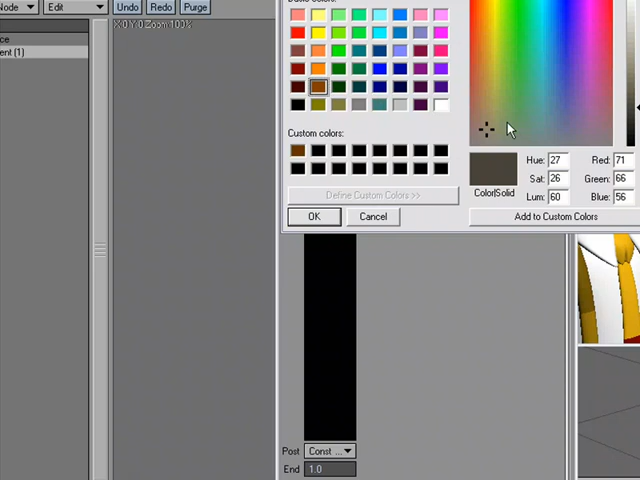 Node Edit Undo Redo Purge
X:0 Y:0 Zoom:100%
Basic colors:
ce
ent (1)
Custom colors:
Define Custom Colors >>
OK Cancel
Color|Solid
Hue: 27 Red: 71
Sat: 26 Green: 66
Lum: 60 Blue: 56
Add to Custom Colors
Post Const ...
End 1.0